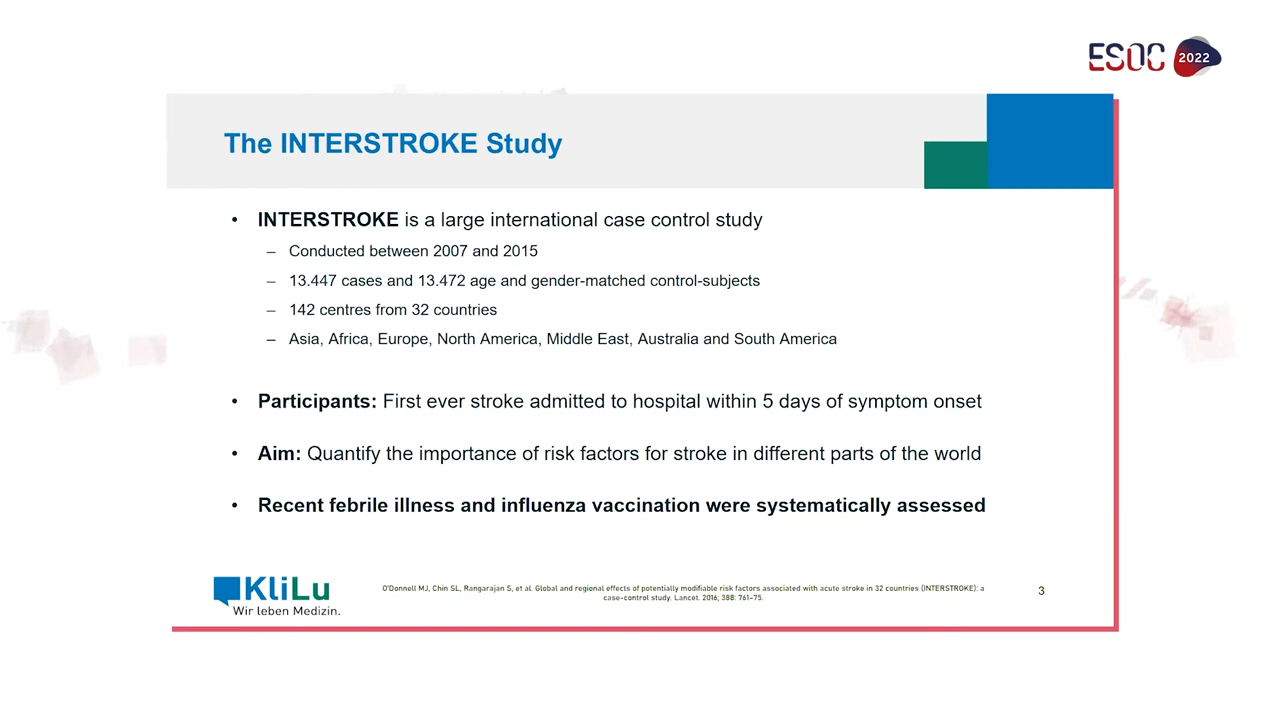 ESOC 2022
The INTERSTROKE Study
• INTERSTROKE is a large international case control study
– Conducted between 2007 and 2015
– 13.447 cases and 13.472 age and gender-matched control-subjects
– 142 centres from 32 countries
– Asia, Africa, Europe, North America, Middle East, Australia and South America
• Participants: First ever stroke admitted to hospital within 5 days of symptom onset
• Aim: Quantify the importance of risk factors for stroke in different parts of the world
• Recent febrile illness and influenza vaccination were systematically assessed
KliLu
Wir leben Medizin.
O'Donnell MJ, Chin SL, Rangarajan S, et al. Global and regional effects of potentially modifiable risk factors associated with acute stroke in 32 countries (INTERSTROKE): a
case-control study. Lancet. 2016; 388: 761-75.
3